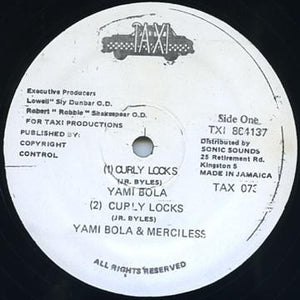 TAXI
Executive Producers
Lowell" Sly Dunbar O.D.
Robert "Robbie" Shakespear O.D.
FOR TAXI PRODUCTIONS
PUBLISHED BY:
COPYRIGHT
CONTROL
Side One
TXI 864137
Distributed by
SONIC SOUNDS
25 Retirement Rd.
Kingston 5
MADE IN JAMAICA
TAX 073
(1) CURLY LOCKS
(JR. BYLES)
YAMI BOLA
(2) CURLY LOCKS
(JR. BYLES)
YAMI BOLA & MERCILESS
ALL RIGHTS RESERVED